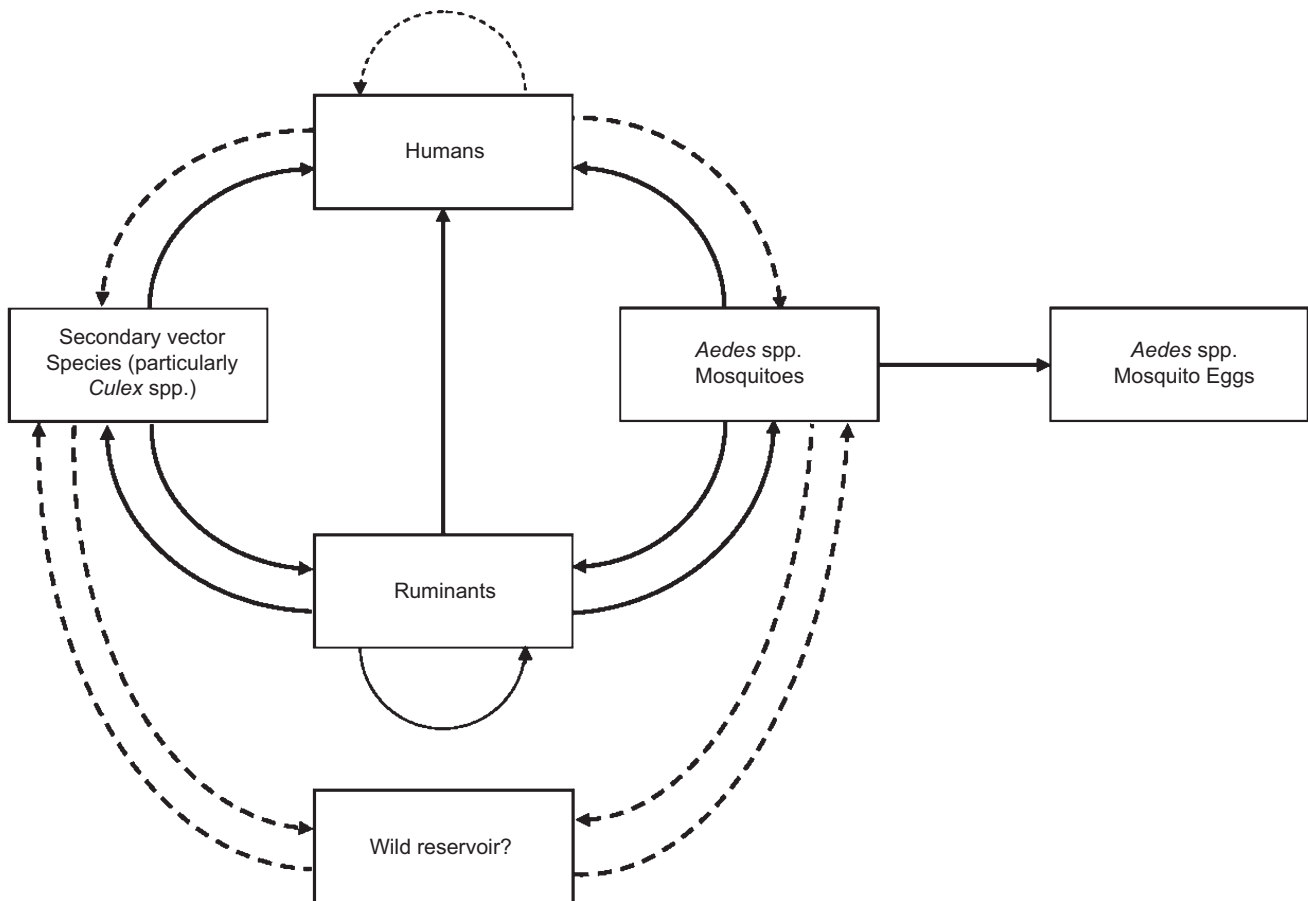 Humans
Secondary vector
Species (particularly
Culex spp.)
Aedes spp.
Mosquitoes
Aedes spp.
Mosquito Eggs
Ruminants
Wild reservoir?